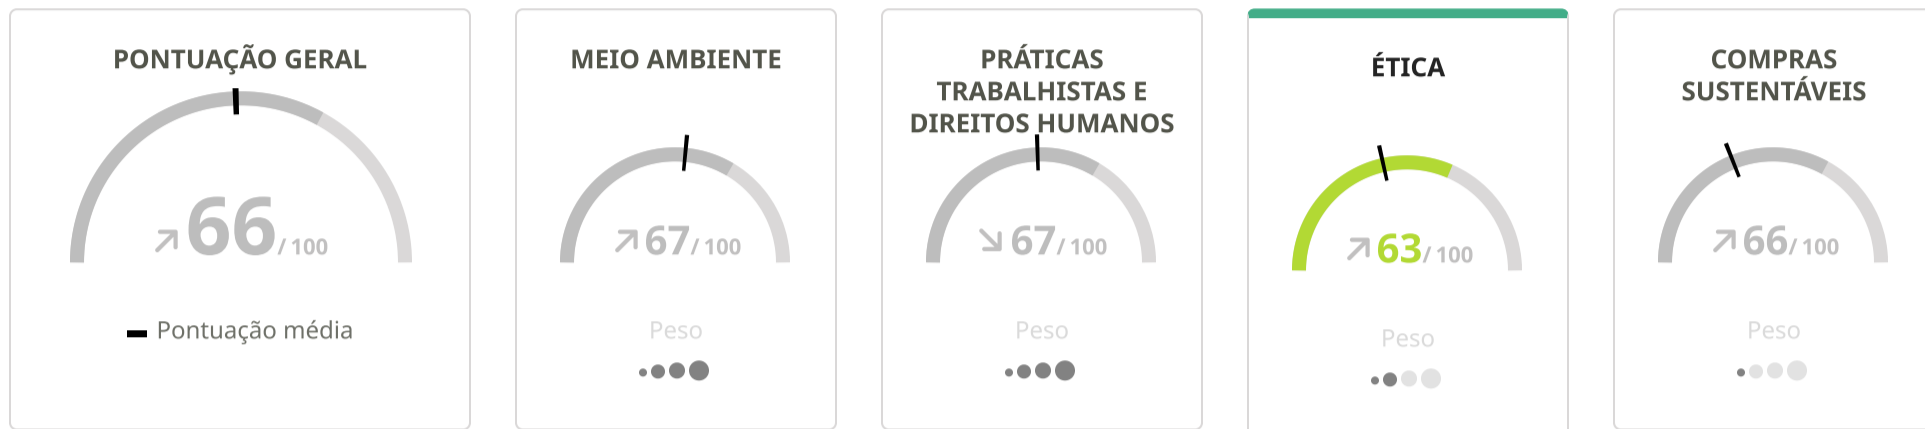 PONTUAÇÃO GERAL
66/ 100
Pontuação média
MEIO AMBIENTE
67/ 100
Peso
PRÁTICAS
TRABALHISTAS E
DIREITOS HUMANOS
67/ 100
Peso
ÉTICA
63/ 100
Peso
COMPRAS
SUSTENTÁVEIS
66/ 100
Peso